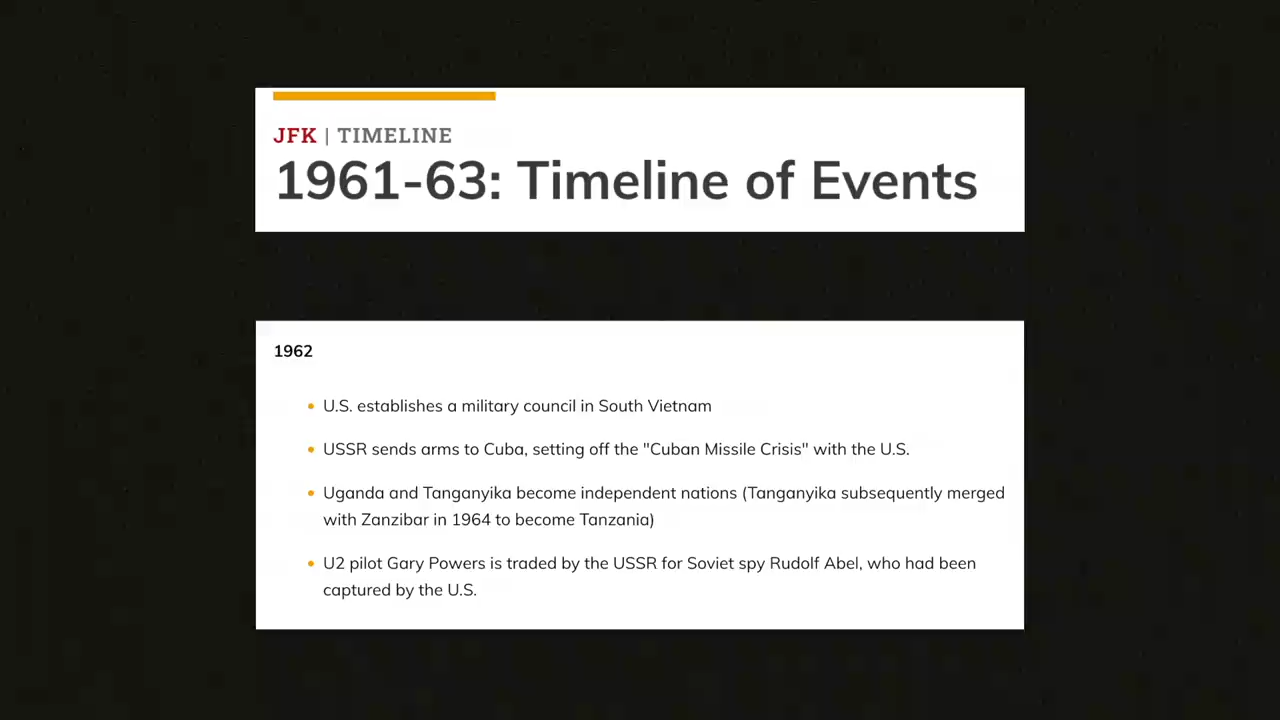 JFK | TIMELINE
1961-63: Timeline of Events
1962
U.S. establishes a military council in South Vietnam
USSR sends arms to Cuba, setting off the "Cuban Missile Crisis" with the U.S.
Uganda and Tanganyika become independent nations (Tanganyika subsequently merged
with Zanzibar in 1964 to become Tanzania)
U2 pilot Gary Powers is traded by the USSR for Soviet spy Rudolf Abel, who had been
captured by the U.S.